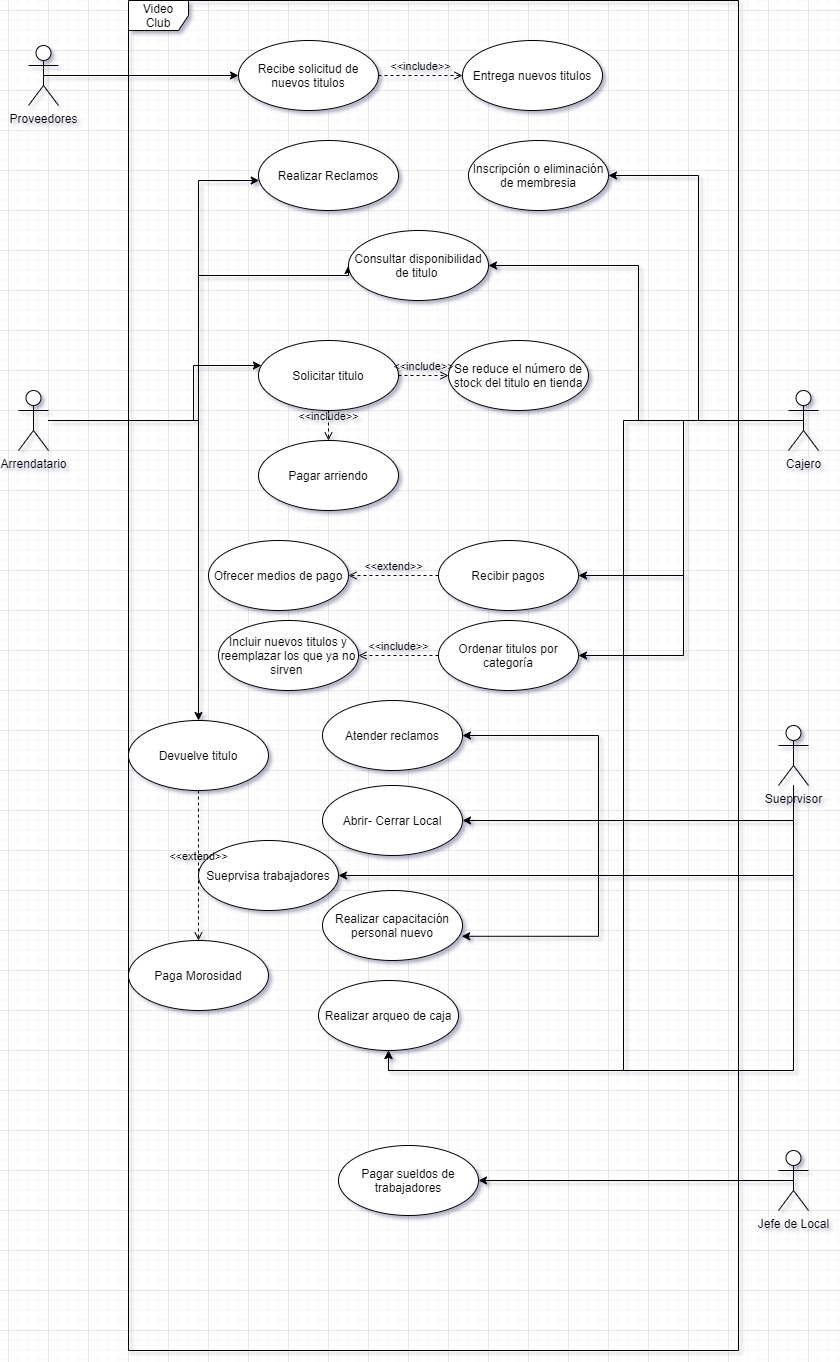 Video
Club
Proveedores
Recibe solicitud de
nuevos titulos
<<include>>
Entrega nuevos titulos
Realizar Reclamos
Inscripción o eliminación
de membresia
Consultar disponibilidad
de titulo
Solicitar titulo
<<include>>
Se reduce el número de
stock del titulo en tienda
<<include>>
Pagar arriendo
Arrendatario
Cajero
Ofrecer medios de pago
<<extend>>
Recibir pagos
Incluir nuevos titulos y
reemplazar los que ya no
sirven
<<include>>
Ordenar titulos por
categoría
Devuelve titulo
Atender reclamos
Sueprvisor
Abrir- Cerrar Local
<<extend>>
Sueprvisa trabajadores
Realizar capacitación
personal nuevo
Paga Morosidad
Realizar arqueo de caja
Pagar sueldos de
trabajadores
Jefe de Local